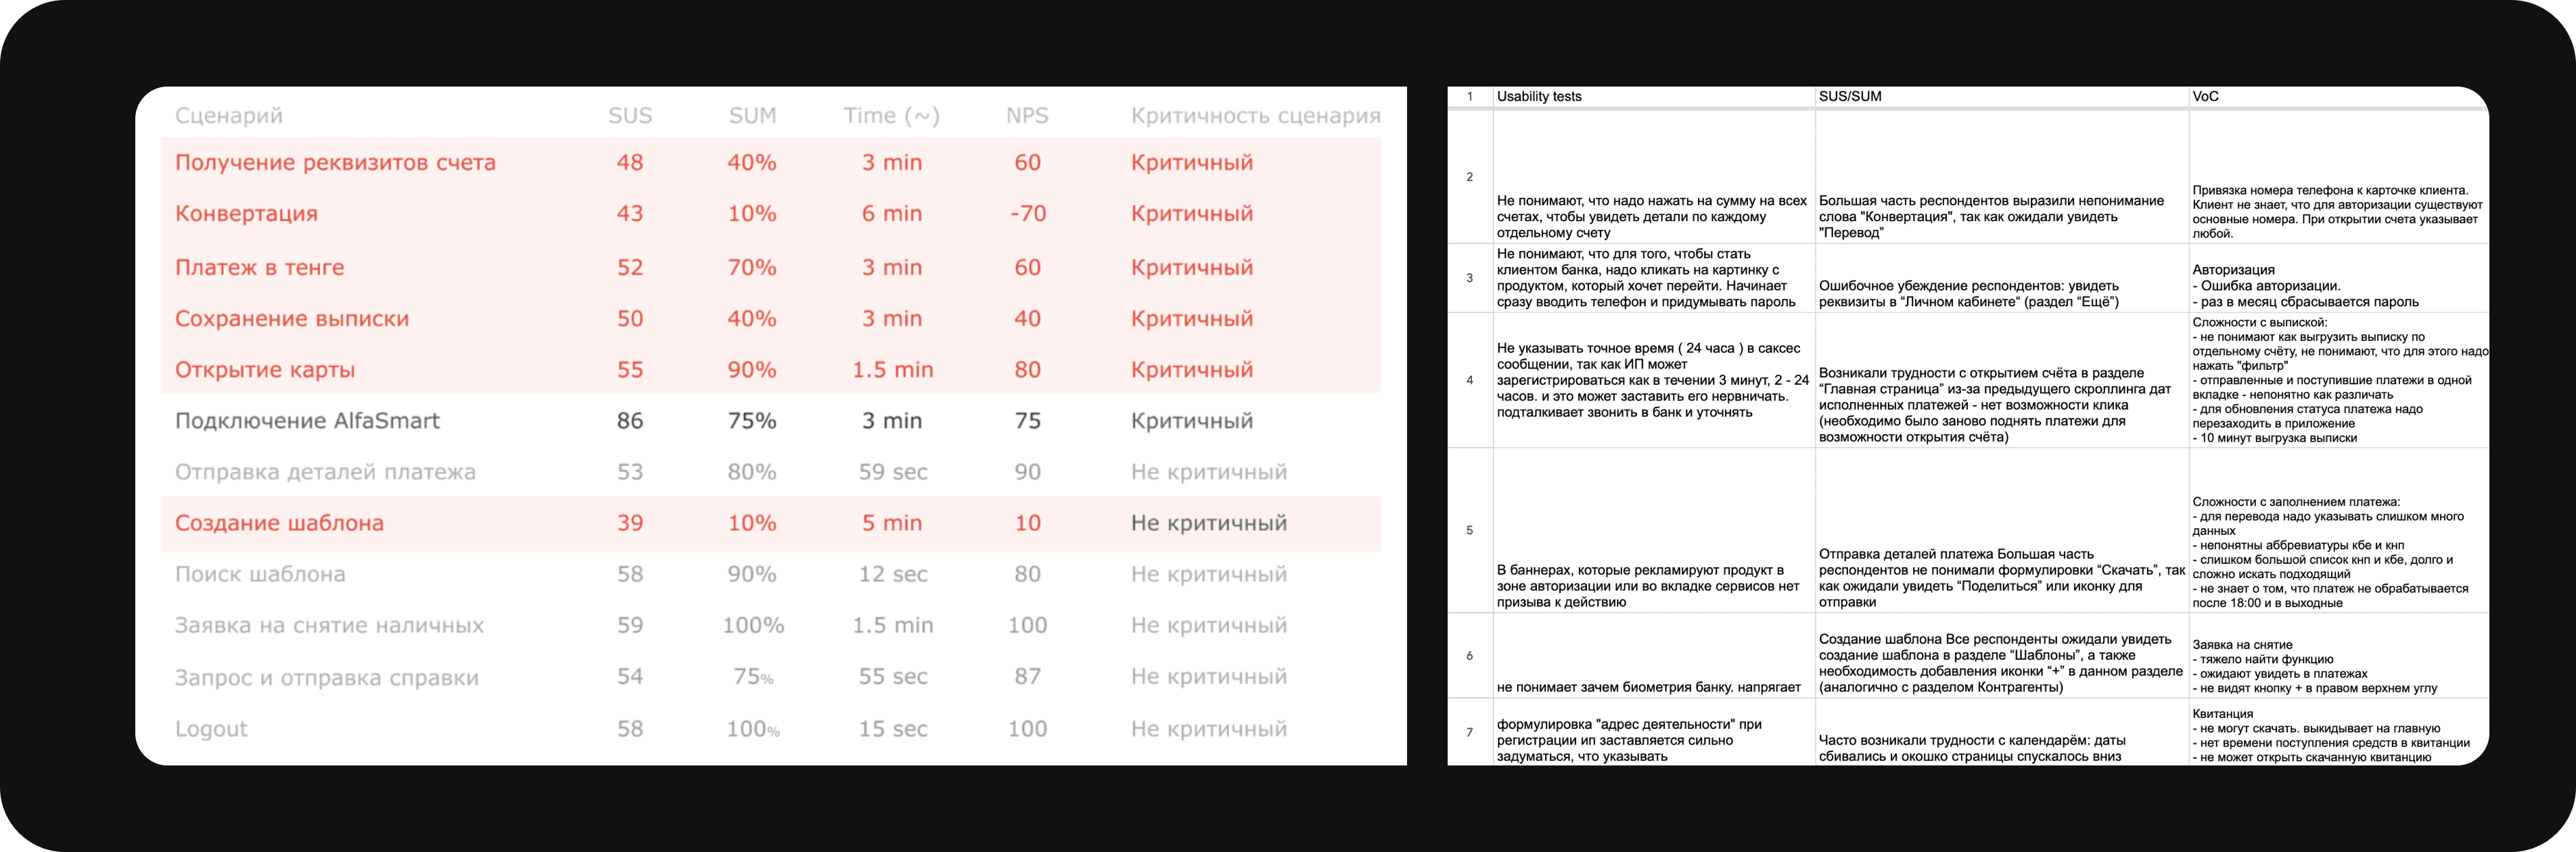 Сценарий SUS SUM Time (~) NPS Критичность сценария
Получение реквизитов счета 48 40% 3 min 60 Критичный
Конвертация 43 10% 6 min -70 Критичный
Платеж в тенге 52 70% 3 min 60 Критичный
Сохранение выписки 50 40% 3 min 40 Критичный
Открытие карты 55 90% 1.5 min 80 Критичный
Подключение AlfaSmart 86 75% 3 min 75 Критичный
Отправка деталей платежа 53 80% 59 sec 90 Не критичный
Создание шаблона 39 10% 5 min 10 Не критичный
Поиск шаблона 58 90% 12 sec 80 Не критичный
Заявка на снятие наличных 59 100% 1.5 min 100 Не критичный
Запрос и отправка справки 54 75% 55 sec 87 Не критичный
Logout 58 100% 15 sec 100 Не критичный
1 Usability tests SUS/SUM VoC
2
Не понимают, что надо нажать на сумму на всех
счетах, чтобы увидеть детали по каждому
отдельному счету
Большая часть респондентов выразили непонимание
слова "Конвертация", так как ожидали увидеть
"Перевод”
Привязка номера телефона к карточке клиента.
Клиент не знает, что для авторизации существуют
основные номера. При открытии счета указывает
любой.
3
Не понимают, что для того, чтобы стать
клиентом банка, надо кликать на картинку с
продуктом, который хочет перейти. Начинает
сразу вводить телефон и придумывать пароль
Ошибочное убеждение респондентов: увидеть
реквизиты в “Личном кабинете“ (раздел “Ещё”)
Авторизация
- Ошибка авторизации.
- раз в месяц сбрасывается пароль
4
Не указывать точное время ( 24 часа ) в саксес
сообщении, так как ИП может
зарегистрироваться как в течении 3 минут, 2 - 24
часов. и это может заставить его нервничать.
подталкивает звонить в банк и уточнять
Возникали трудности с открытием счёта в разделе
“Главная страница” из-за предыдущего скроллинга дат
исполненных платежей - нет возможности клика
(необходимо было заново поднять платежи для
возможности открытия счёта)
Сложности с выпиской:
- не понимают как выгрузить выписку по
отдельному счёту, не понимают, что для этого надо
нажать "фильтр"
- отправленные и поступившие платежи в одной
вкладке - непонятно как различать
- для обновления статуса платежа надо
перезаходить в приложение
- 10 минут выгрузка выписки
5
В баннерах, которые рекламируют продукт в
зоне авторизации или во вкладке сервисов нет
призыва к действию
Отправка деталей платежа Большая часть
респондентов не понимали формулировки “Скачать”, так
как ожидали увидеть “Поделиться” или иконку для
отправки
Сложности с заполнением платежа:
- для перевода надо указывать слишком много
данных
- непонятны аббревиатуры кбе и кнп
- слишком большой список кнп и кбе, долго и
сложно искать подходящий
- не знает о том, что платеж не обрабатывается
после 18:00 и в выходные
6
не понимает зачем биометрия банку. напрягает
Создание шаблона Все респонденты ожидали увидеть
создание шаблона в разделе “Шаблоны”, а также
необходимость добавления иконки “+” в данном разделе
(аналогично с разделом Контрагенты)
Заявка на снятие
- тяжело найти функцию
- ожидают увидеть в платежах
- не видят кнопку + в правом верхнем углу
7
формулировка "адрес деятельности" при
регистрации ип заставляется сильно
задуматься, что указывать
Часто возникали трудности с календарём: даты
сбивались и окошко страницы спускалось вниз
Квитанция
- не могут скачать. выкидывает на главную
- нет времени поступления средств в квитанции
- не может открыть скачанную квитанцию